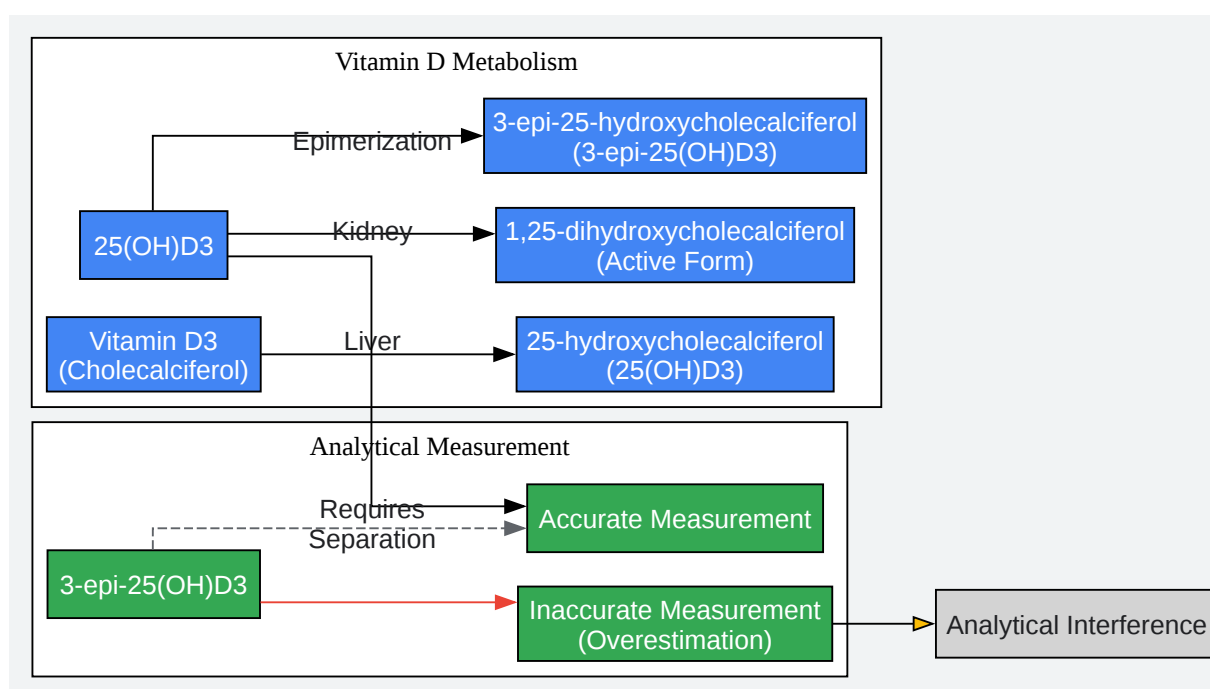 Vitamin D Metabolism
3-epi-25-hydroxycholecalciferol
(3-epi-25(OH)D3)
Epimerization
25(OH)D3
Kidney
1,25-dihydroxycholecalciferol
(Active Form)
Vitamin D3
(Cholecalciferol)
Liver
25-hydroxycholecalciferol
(25(OH)D3)
Analytical Measurement
Requires
Separation
Accurate Measurement
3-epi-25(OH)D3
Inaccurate Measurement
(Overestimation)
Analytical Interference